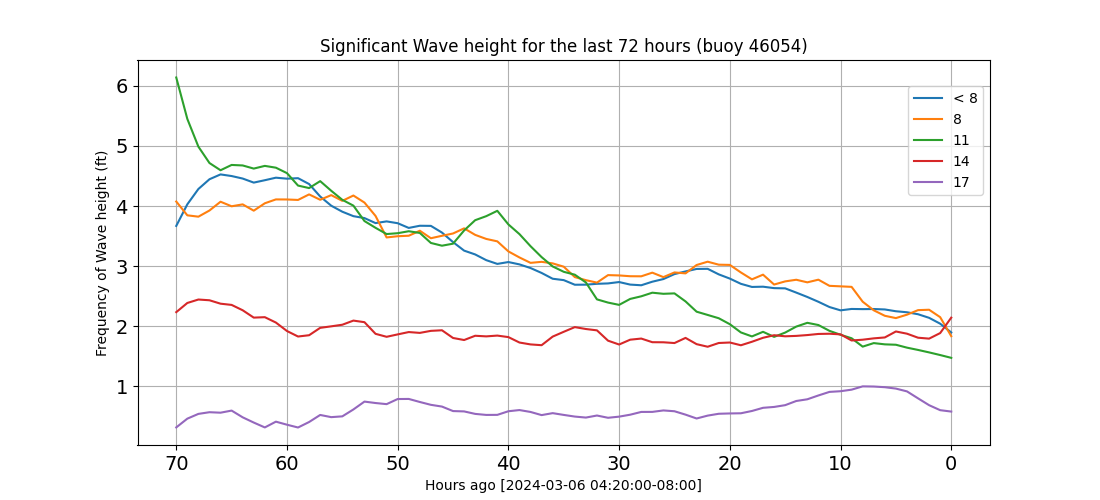 Significant Wave height for the last 72 hours (buoy 46054)
Frequency of Wave height (ft)
6
5
4
3
2
1
< 8
8
11
14
17
70 60 50 40 30 20 10 0
Hours ago [2024-03-06 04:20:00-08:00]